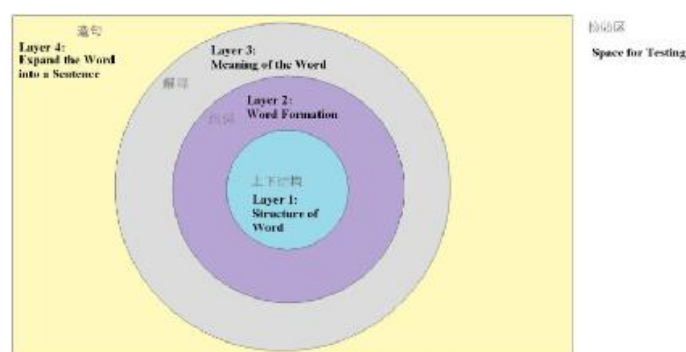 造句
Layer 4:
Expand the Word
into a Sentence
Layer 3:
Meaning of the Word
解释
Layer 2:
Word Formation
上下结构
Layer 1:
Structure of
Word
Space for Testing